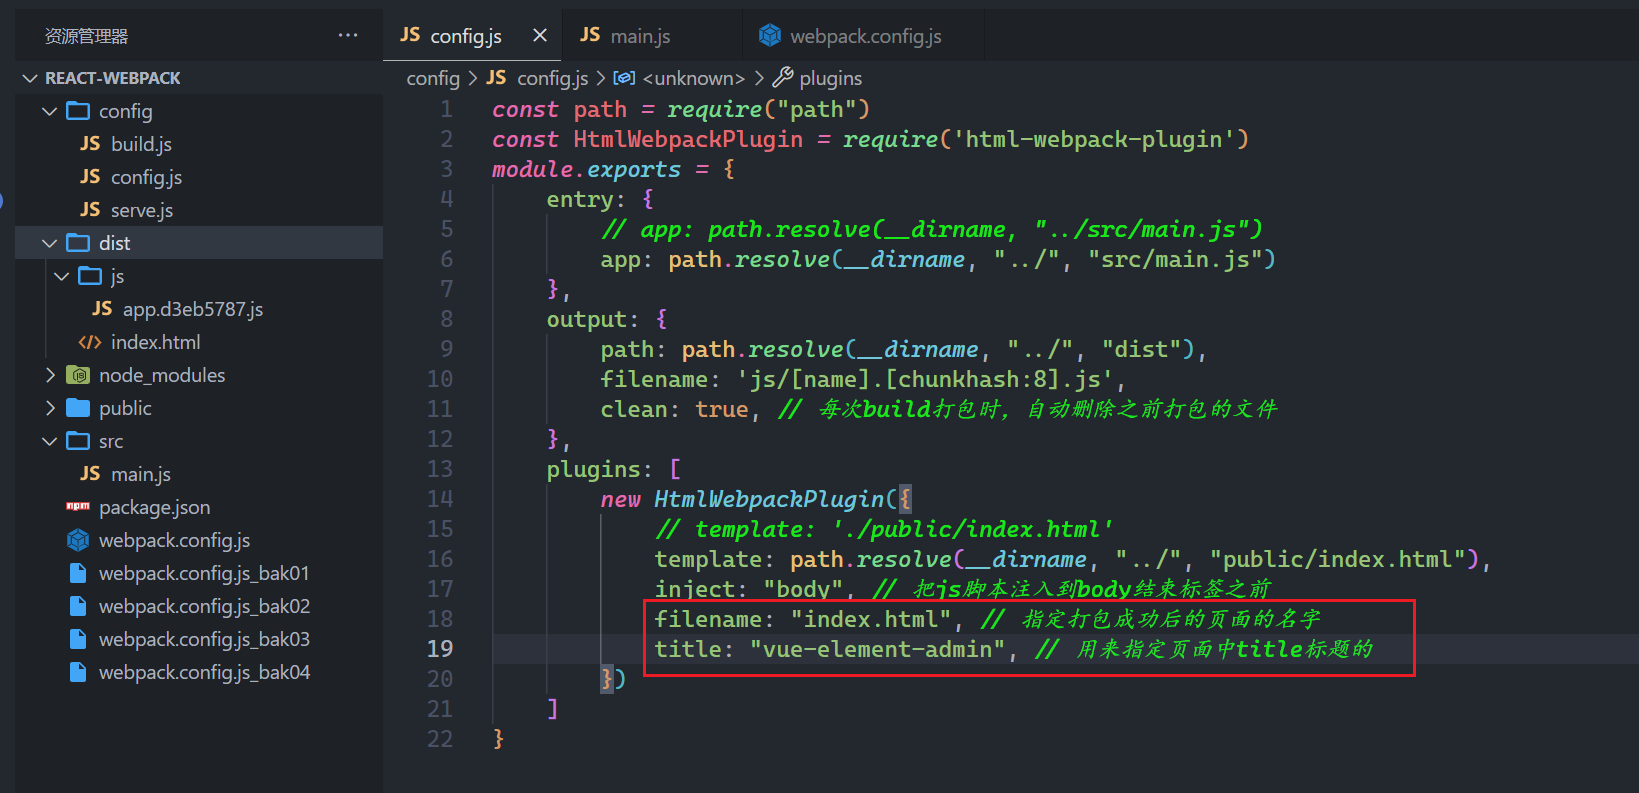 资源管理器
REACT-WEBPACK
config
build.js
config.js
serve.js
dist
js
app.d3eb5787.js
index.html
node_modules
public
src
main.js
package.json
webpack.config.js
webpack.config.js_bak01
webpack.config.js_bak02
webpack.config.js_bak03
webpack.config.js_bak04
JS config.js JS main.js webpack.config.js
config > JS config.js > <unknown> > plugins
1 const path = require("path")
2 const HtmlWebpackPlugin = require('html-webpack-plugin')
3 module.exports = {
4 entry: {
5 // app: path.resolve(__dirname, "../src/main.js")
6 app: path.resolve(__dirname, "../", "src/main.js")
7 },
8 output: {
9 path: path.resolve(__dirname, "../", "dist"),
10 filename: 'js/[name].[chunkhash:8].js',
11 clean: true, // 每次build打包时，自动删除之前打包的文件
12 },
13 plugins: [
14 new HtmlWebpackPlugin({
15 // template: './public/index.html'
16 template: path.resolve(__dirname, "../", "public/index.html"),
17 inject: "body", // 把js脚本注入到body结束标签之前
18 filename: "index.html", // 指定打包成功后的页面的名字
19 title: "vue-element-admin", // 用来指定页面中title标题的
20 })
21 ]
22 }